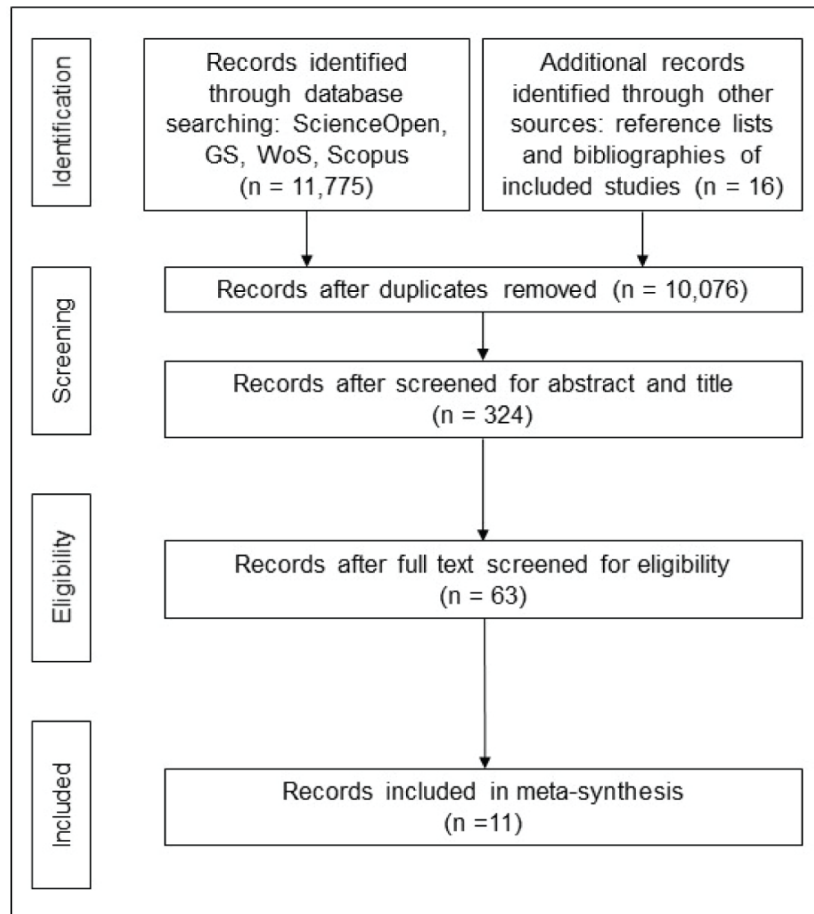 Identification
Records identified
through database
searching: ScienceOpen,
GS, WoS, Scopus
(n = 11,775)
Additional records
identified through other
sources: reference lists
and bibliographies of
included studies (n = 16)
Screening
Records after duplicates removed (n = 10,076)
Records after screened for abstract and title
(n = 324)
Eligibility
Records after full text screened for eligibility
(n = 63)
Included
Records included in meta-synthesis
(n =11)